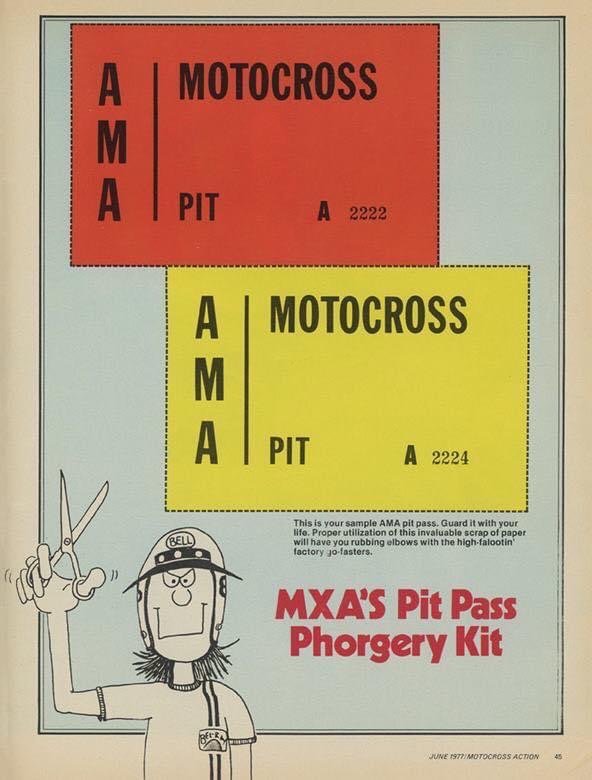 AMA
MOTOCROSS
PIT A 2222
AMA
MOTOCROSS
PIT A 2224
This is your sample AMA pit pass. Guard it with your
life. Proper utilization of this invaluable scrap of paper
will have you rubbing elbows with the high-falootin'
factory go-fasters.
BELL
MXA'S Pit Pass
Phorgery Kit
BEL-RAY
JUNE 1977/MOTOCROSS ACTION 45